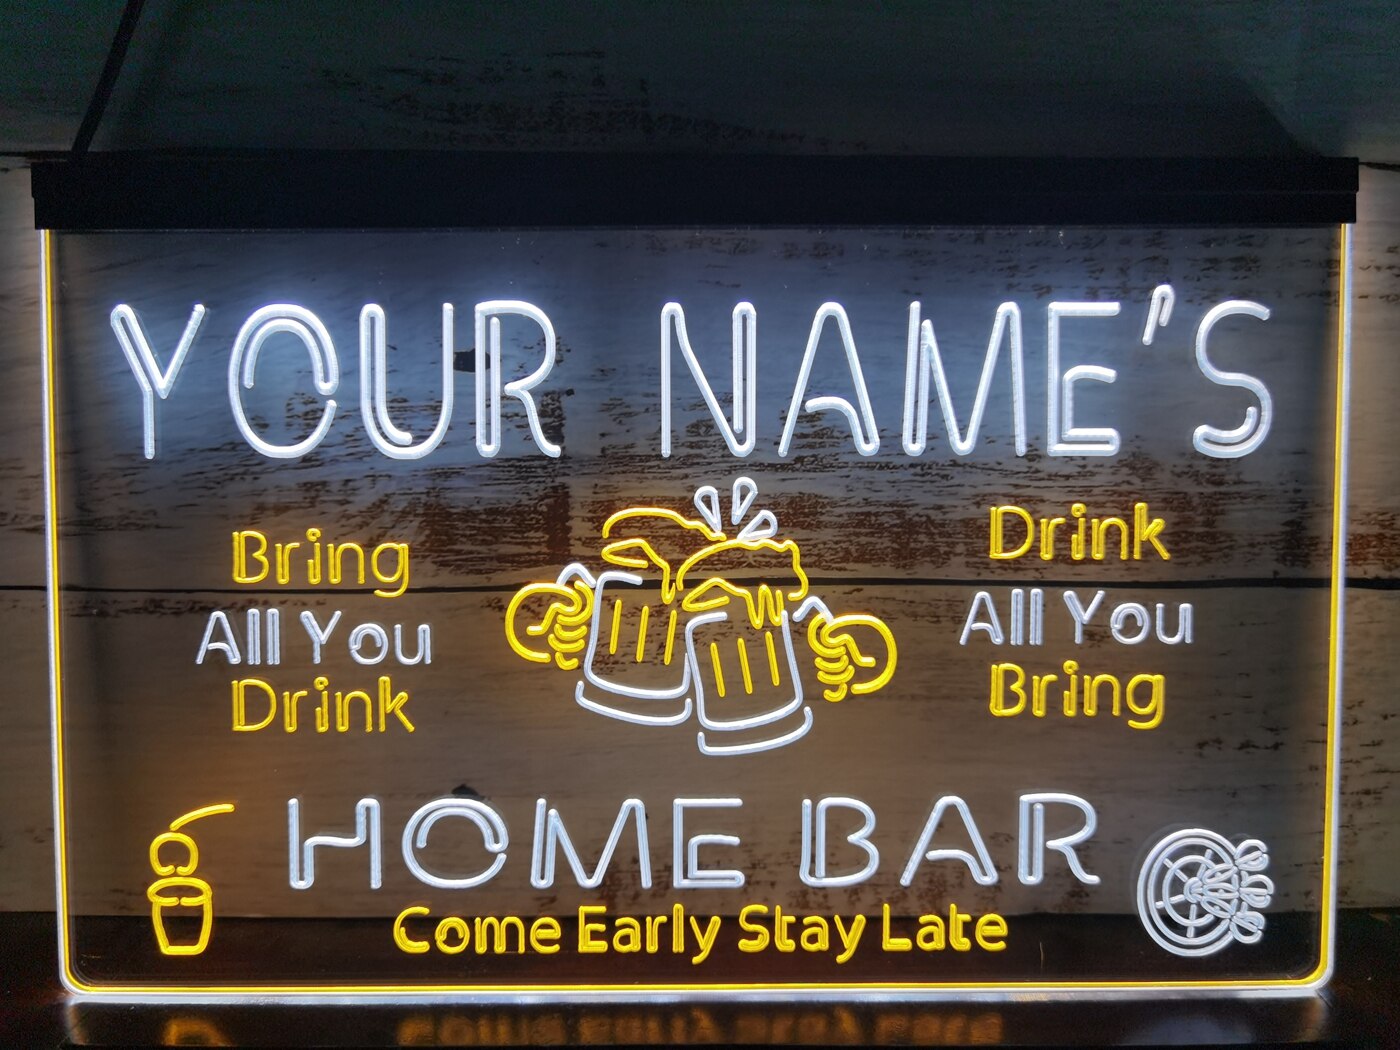 YOUR NAME'S
Bring
All You
Drink
Drink
All You
Bring
HOME BAR
Come Early Stay Late